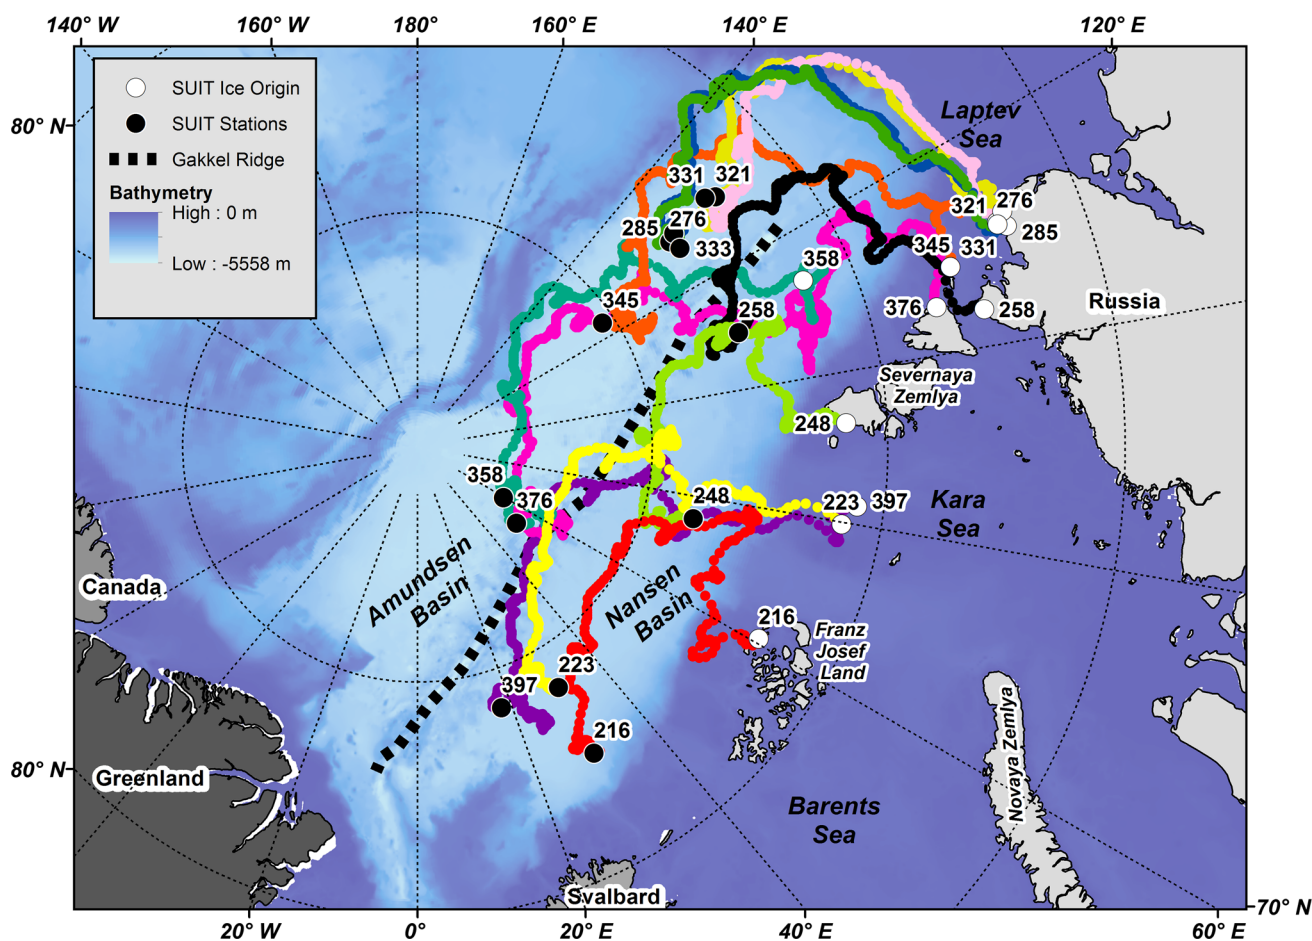 140° W
160° W
180°
160° E
140° E
120° E
SUIT Ice Origin
SUIT Stations
Gakkel Ridge
Bathymetry
High : 0 m
Low : -5558 m
80° N
Laptev
Sea
331
321
321
276
285
276
285
333
345
331
358
345
258
376
258
Russia
Severnaya
Zemlya
248
358
376
248
223
397
Kara
Sea
Amundsen
Basin
Nansen
Basin
Canada
216
Franz
Josef
Land
223
397
216
Novaya Zemlya
80° N
Greenland
Barents
Sea
Svalbard
70° N
20° W
0°
20° E
40° E
60° E